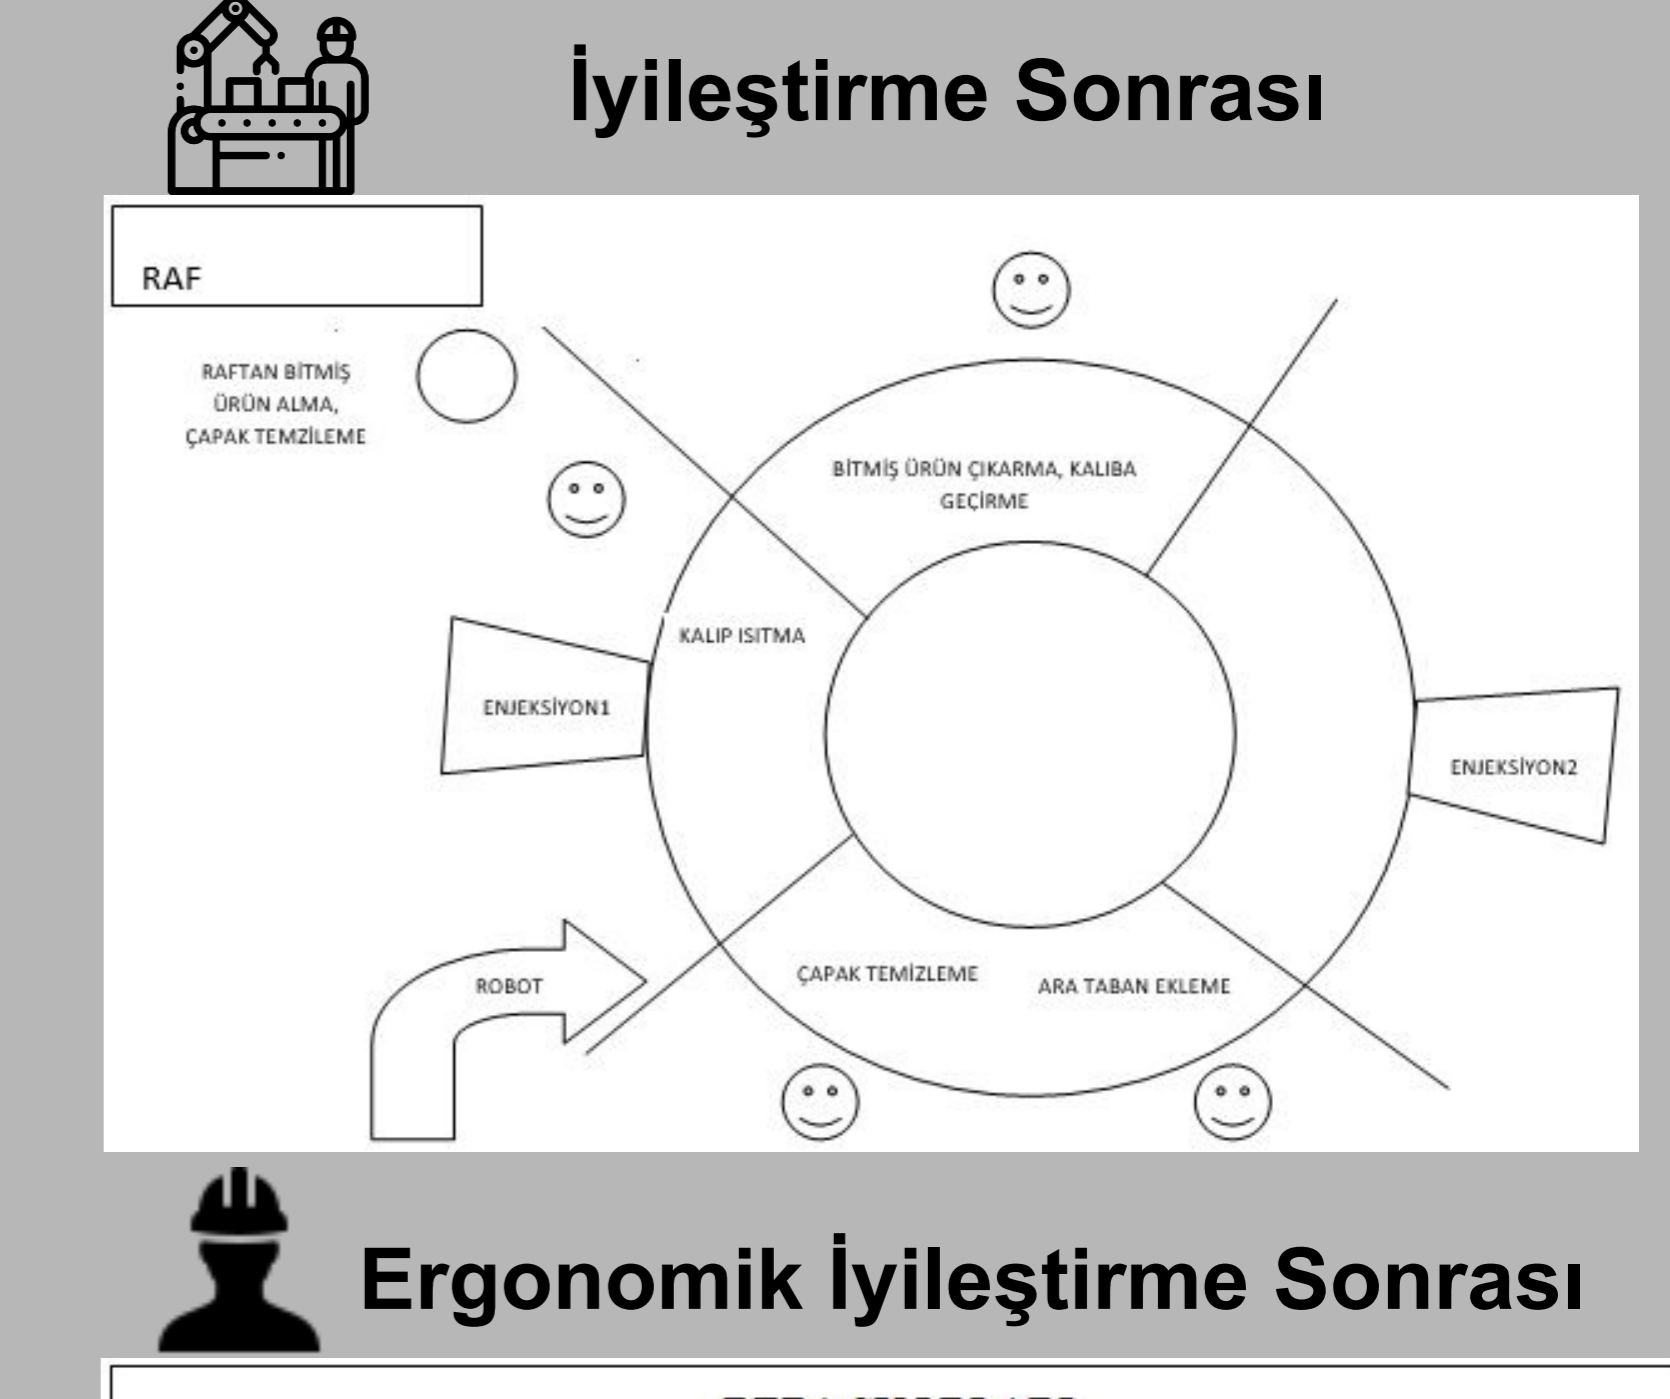 İyileştirme Sonrası
RAF
RAFTAN BİTMİŞ
ÜRÜN ALMA,
ÇAPAK TEMZİLEME
BİTMİŞ ÜRÜN ÇIKARMA, KALIBA
GEÇİRME
KALIP ISITMA
ENJEKSİYON1
ENJEKSİYON2
ROBOT
ÇAPAK TEMİZLEME
ARA TABAN EKLEME
Ergonomik İyileştirme Sonrası